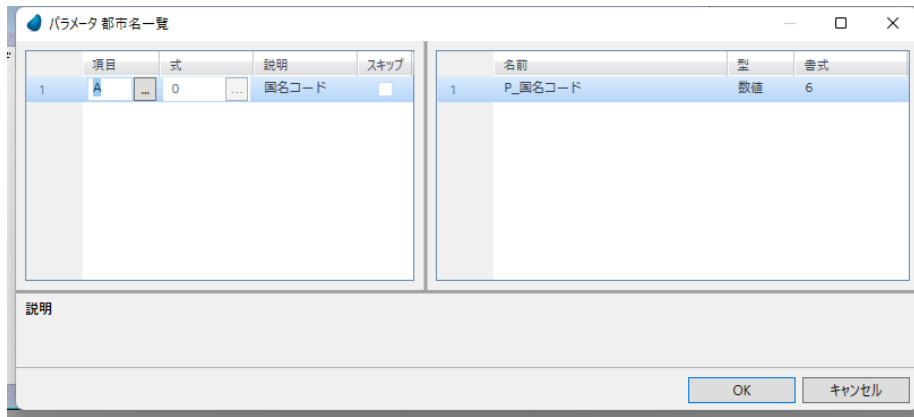 パラメータ 都市名一覧
項目 式 説明 スキップ 名前 型 書式
1 A ... 0 ... 国名コード 1 P_国名コード 数値 6
説明
OK キャンセル